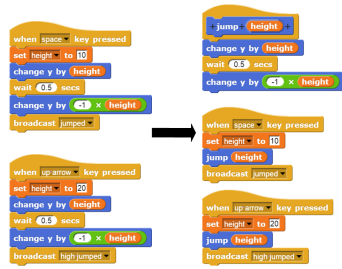 when space key pressed
set height to 10
change y by height
wait 0.5 secs
change y by -1 × height
broadcast jumped
when up arrow key pressed
set height to 20
change y by height
wait 0.5 secs
change y by -1 × height
broadcast high jumped
+ jump + height +
change y by height
wait 0.5 secs
change y by -1 × height
when space key pressed
set height to 10
jump height
broadcast jumped
when up arrow key pressed
set height to 20
jump height
broadcast high jumped